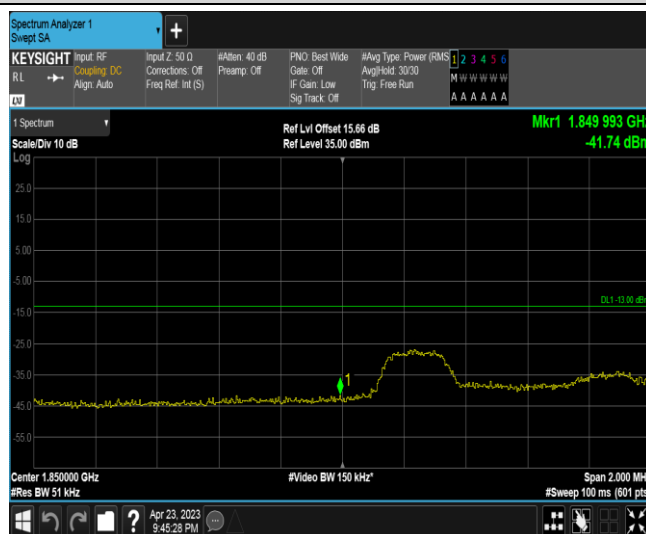 Spectrum Analyzer 1
Swept SA
+
KEYSIGHT Input: RF Input Z: 50 Ω #Atten: 40 dB PNO: Best Wide #Avg Type: Power (RMS 1 2 3 4 5 6
RL Coupling: DC Corrections: Off Preamp: Off Gate: Off Avg|Hold: 30/30 M W W W W W
Align: Auto Freq Ref: Int (S) IF Gain: Low Trig: Free Run
LXI Sig Track: Off A A A A A A
1 Spectrum Ref Lvl Offset 15.66 dB Mkr1 1.849 993 GHz
Scale/Div 10 dB Ref Level 35.00 dBm -41.74 dBm
Log
25.0
15.0
5.00
-5.00
DL1 -13.00 dBm
-15.0
-25.0
-35.0
1
-45.0
-55.0
Center 1.850000 GHz #Video BW 150 kHz* Span 2.000 MH
#Res BW 51 kHz #Sweep 100 ms (601 pts
? Apr 23, 2023
9:45:28 PM